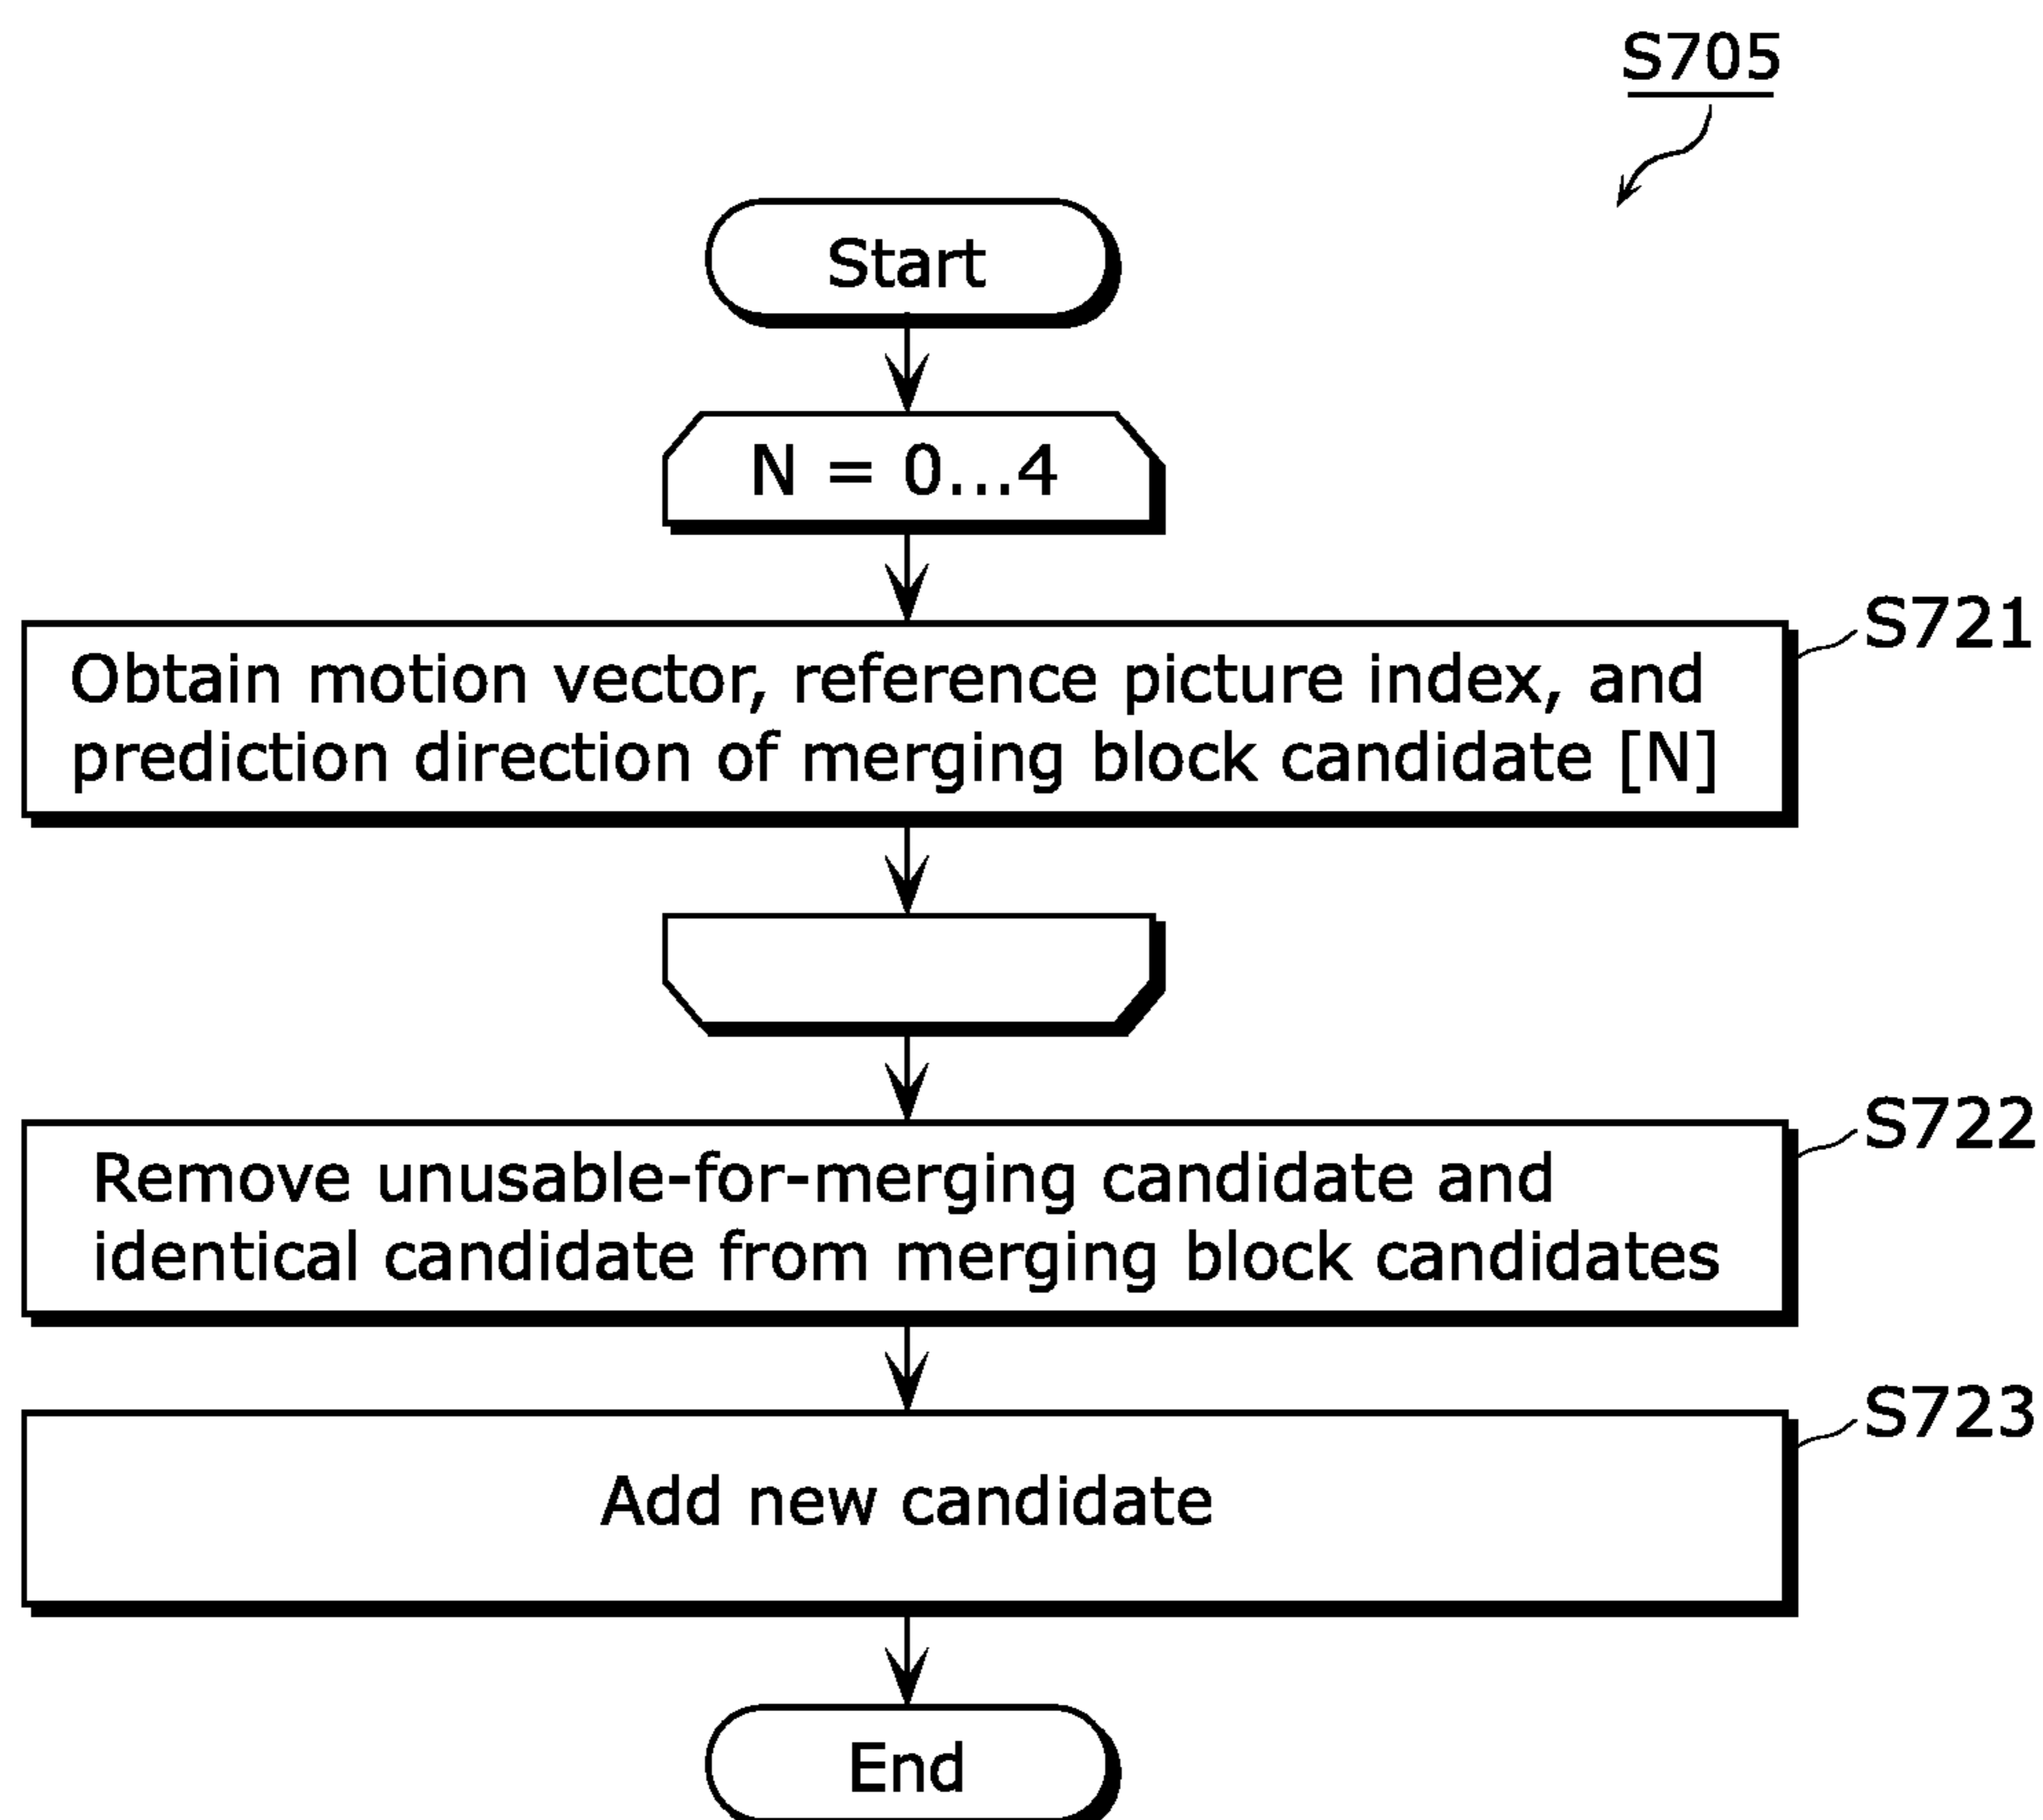 S705
Start
N = 0...4
S721
Obtain motion vector, reference picture index, and
prediction direction of merging block candidate [N]
S722
Remove unusable-for-merging candidate and
identical candidate from merging block candidates
S723
Add new candidate
End